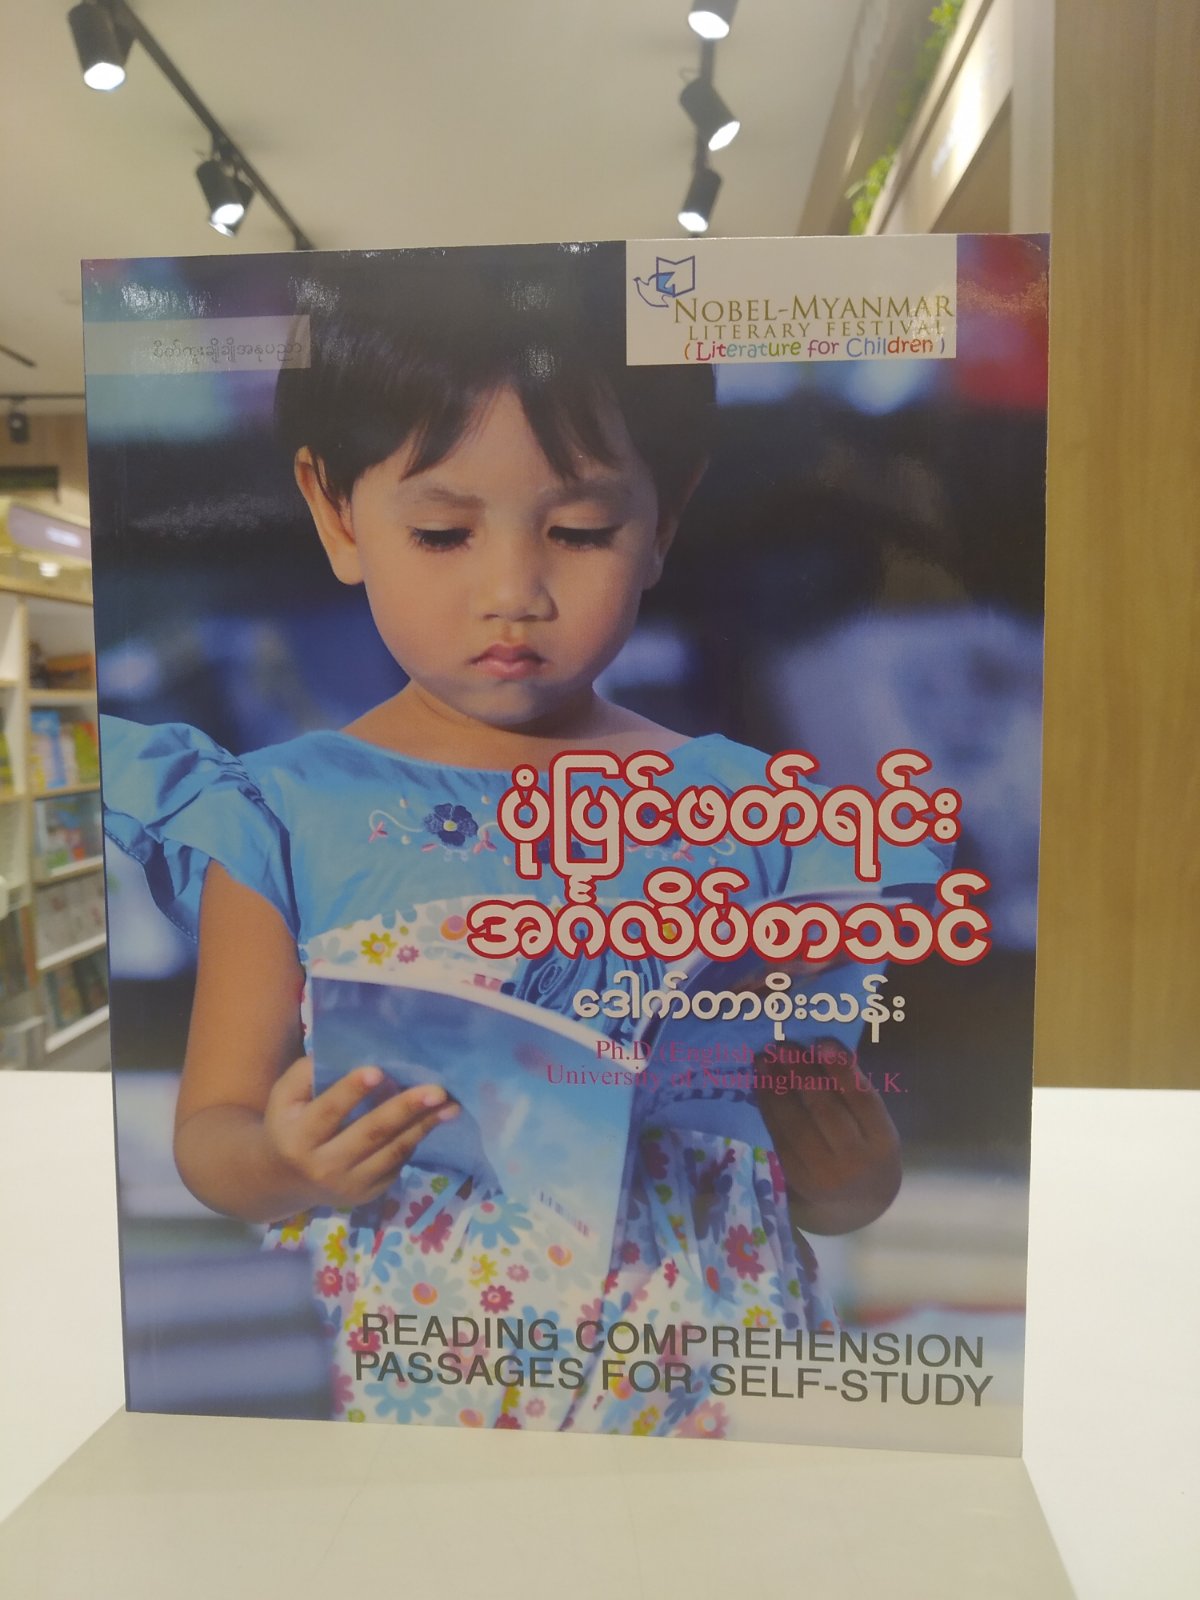 စိတ်ကူးချိုချိုအနုပညာ
NOBEL-MYANMAR
LITERARY FESTIVAL
(Literature for Children)
ပုံပြင်ဖတ်ရင်း
အင်္ဂလိပ်စာသင်
ဒေါက်တာစိုးသန်း
Ph.D (English Studies)
University of Nottingham, U.K.
READING COMPREHENSION
PASSAGES FOR SELF-STUDY